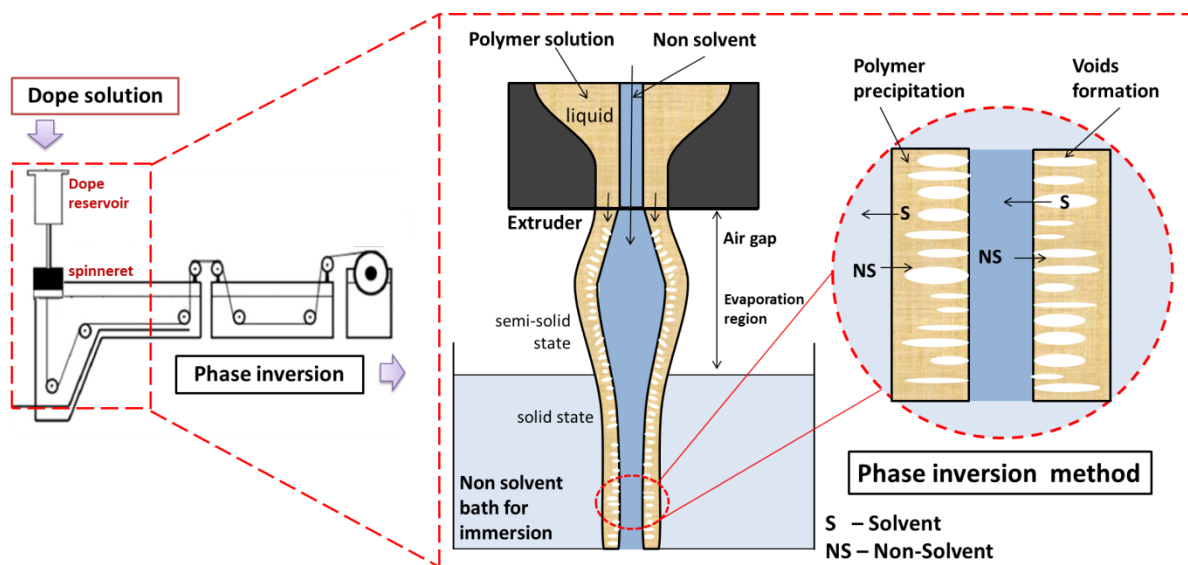 Dope solution
Dope
reservoir
spinneret
Phase inversion
Polymer solution
Non solvent
liquid
Extruder
Air gap
Evaporation
region
semi-solid
state
solid state
Non solvent
bath for
immersion
Polymer
precipitation
Voids
formation
S
S
NS
NS
Phase inversion method
S – Solvent
NS – Non-Solvent